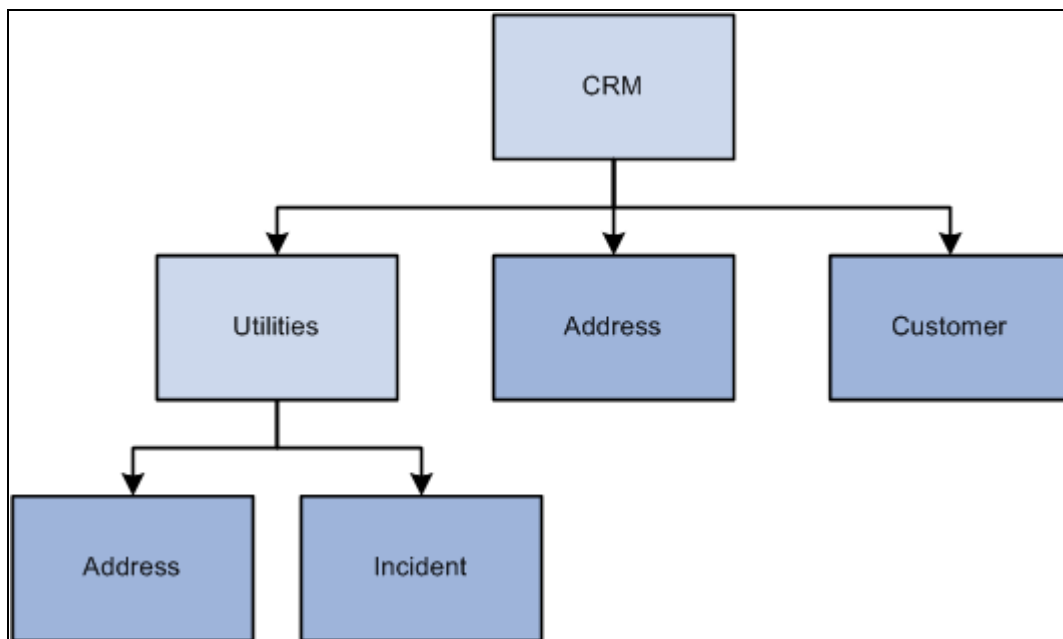 CRM
Utilities
Address
Customer
Address
Incident